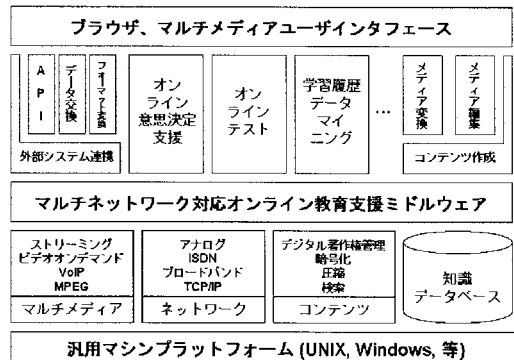 ブラウザ、マルチメディアユーザインタフェース
API
データ交換
フォーマット変換
外部システム連携
オン
ライン
意思決定
支援
オン
ライン
テスト
学習履歴
データ
マイ
ニング
…
メディア変換
メディア編集
コンテンツ作成
マルチネットワーク対応オンライン教育支援ミドルウェア
ストリーミング
ビデオオンデマンド
VoIP
MPEG
マルチメディア
アナログ
ISDN
ブロードバンド
TCP/IP
ネットワーク
デジタル著作権管理
暗号化
圧縮
検索
コンテンツ
知識
データベース
汎用マシンプラットフォーム (UNIX, Windows, 等)